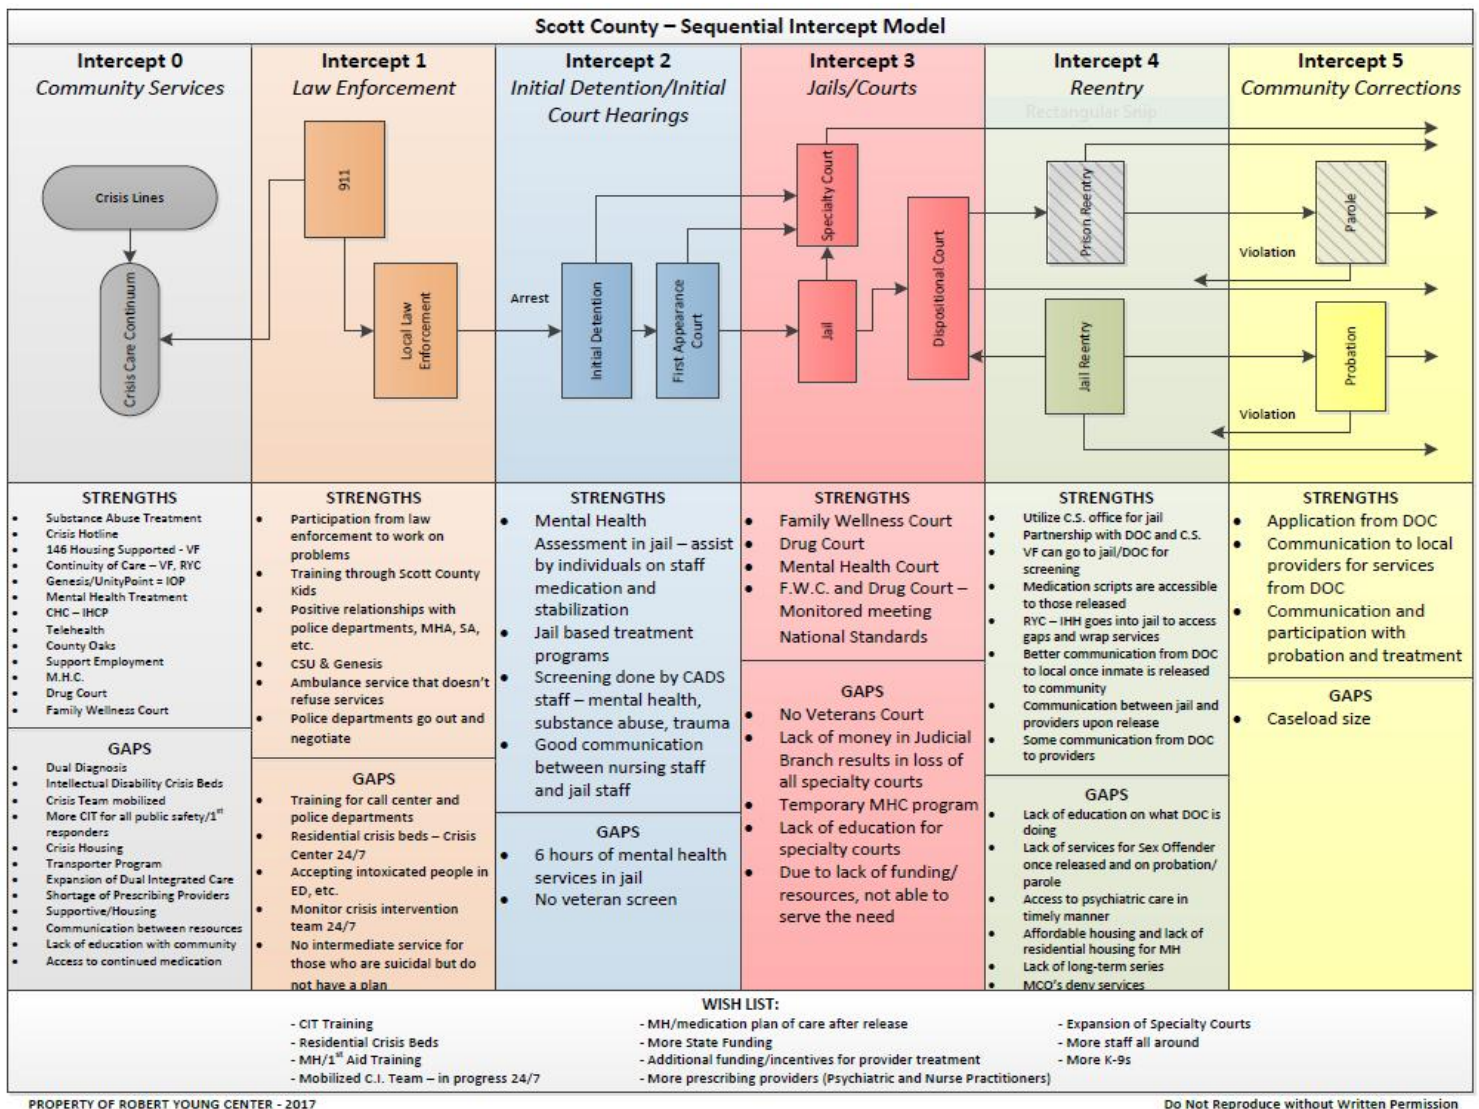 Scott County – Sequential Intercept Model
Intercept 0
Community Services
Intercept 1
Law Enforcement
Intercept 2
Initial Detention/Initial
Court Hearings
Intercept 3
Jails/Courts
Intercept 4
Reentry
Intercept 5
Community Corrections
Rectangular Snip
Crisis Lines
Crisis Care Continuum
911
Local Law
Enforcement
Arrest
Initial Detention
First Appearance
Court
Specialty Court
Jail
Dispositional Court
Prison Reentry
Jail Reentry
Parole
Violation
Probation
Violation
STRENGTHS
• Substance Abuse Treatment
• Crisis Hotline
• 146 Housing Supported - VF
• Continuity of Care – VF, RYC
• Genesis/UnityPoint = IOP
• Mental Health Treatment
• CHC – IHCP
• Telehealth
• County Oaks
• Support Employment
• M.H.C.
• Drug Court
• Family Wellness Court
GAPS
• Dual Diagnosis
• Intellectual Disability Crisis Beds
• Crisis Team mobilized
• More CIT for all public safety/1st
responders
• Crisis Housing
• Transporter Program
• Expansion of Dual Integrated Care
• Shortage of Prescribing Providers
• Supportive/Housing
• Communication between resources
• Lack of education with community
• Access to continued medication
STRENGTHS
• Participation from law
enforcement to work on
problems
• Training through Scott County
Kids
• Positive relationships with
police departments, MHA, SA,
etc.
• CSU & Genesis
• Ambulance service that doesn't
refuse services
• Police departments go out and
negotiate
GAPS
• Training for call center and
police departments
• Residential crisis beds – Crisis
Center 24/7
• Accepting intoxicated people in
ED, etc.
• Monitor crisis intervention
team 24/7
• No intermediate service for
those who are suicidal but do
not have a plan
STRENGTHS
• Mental Health
Assessment in jail – assist
by individuals on staff
medication and
stabilization
• Jail based treatment
programs
• Screening done by CADS
staff – mental health,
substance abuse, trauma
• Good communication
between nursing staff
and jail staff
GAPS
• 6 hours of mental health
services in jail
• No veteran screen
STRENGTHS
• Family Wellness Court
• Drug Court
• Mental Health Court
• F.W.C. and Drug Court –
Monitored meeting
National Standards
GAPS
• No Veterans Court
• Lack of money in Judicial
Branch results in loss of
all specialty courts
• Temporary MHC program
• Lack of education for
specialty courts
• Due to lack of funding/
resources, not able to
serve the need
STRENGTHS
• Utilize C.S. office for jail
• Partnership with DOC and C.S.
• VF can go to jail/DOC for
screening
• Medication scripts are accessible
to those released
• RYC – IHH goes into jail to access
gaps and wrap services
• Better communication from DOC
to local once inmate is released
to community
• Communication between jail and
providers upon release
• Some communication from DOC
to providers
GAPS
• Lack of education on what DOC is
doing
• Lack of services for Sex Offender
once released and on probation/
parole
• Access to psychiatric care in
timely manner
• Affordable housing and lack of
residential housing for MH
• Lack of long-term series
• MCO's deny services
STRENGTHS
• Application from DOC
• Communication to local
providers for services
from DOC
• Communication and
participation with
probation and treatment
GAPS
• Caseload size
WISH LIST:
- CIT Training
- Residential Crisis Beds
- MH/1st Aid Training
- Mobilized C.I. Team – in progress 24/7
- MH/medication plan of care after release
- More State Funding
- Additional funding/incentives for provider treatment
- More prescribing providers (Psychiatric and Nurse Practitioners)
- Expansion of Specialty Courts
- More staff all around
- More K-9s
PROPERTY OF ROBERT YOUNG CENTER - 2017
Do Not Reproduce without Written Permission